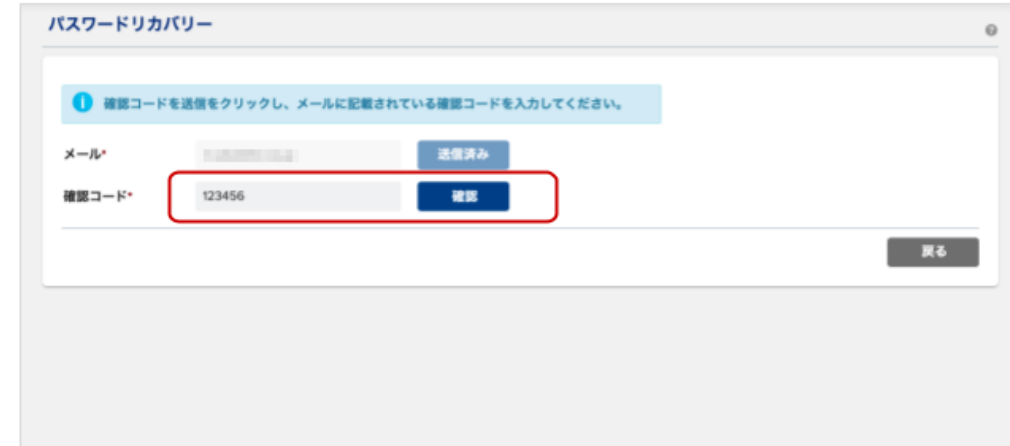 パスワードリカバリー
確認コードを送信をクリックし、メールに記載されている確認コードを入力してください。
メール* 送信済み
確認コード* 123456 確認
戻る